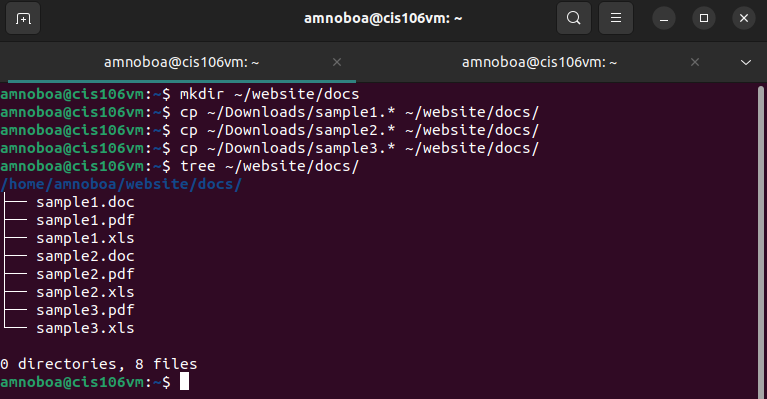 amnoboa@cis106vm: ~
amnoboa@cis106vm: ~ × amnoboa@cis106vm: ~ ×
amnoboa@cis106vm:~$ mkdir ~/website/docs
amnoboa@cis106vm:~$ cp ~/Downloads/sample1.* ~/website/docs/
amnoboa@cis106vm:~$ cp ~/Downloads/sample2.* ~/website/docs/
amnoboa@cis106vm:~$ cp ~/Downloads/sample3.* ~/website/docs/
amnoboa@cis106vm:~$ tree ~/website/docs/
/home/amnoboa/website/docs/
├── sample1.doc
├── sample1.pdf
├── sample1.xls
├── sample2.doc
├── sample2.pdf
├── sample2.xls
├── sample3.pdf
└── sample3.xls
0 directories, 8 files
amnoboa@cis106vm:~$